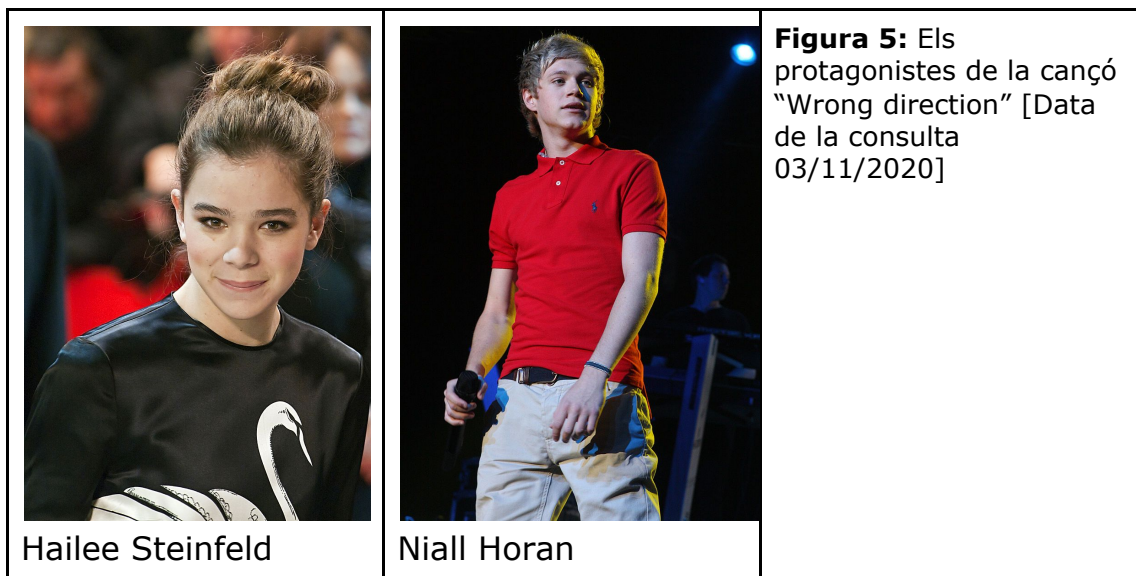 Figura 5: Els
protagonistes de la cançó
“Wrong direction” [Data
de la consulta
03/11/2020]
Hailee Steinfeld
Niall Horan